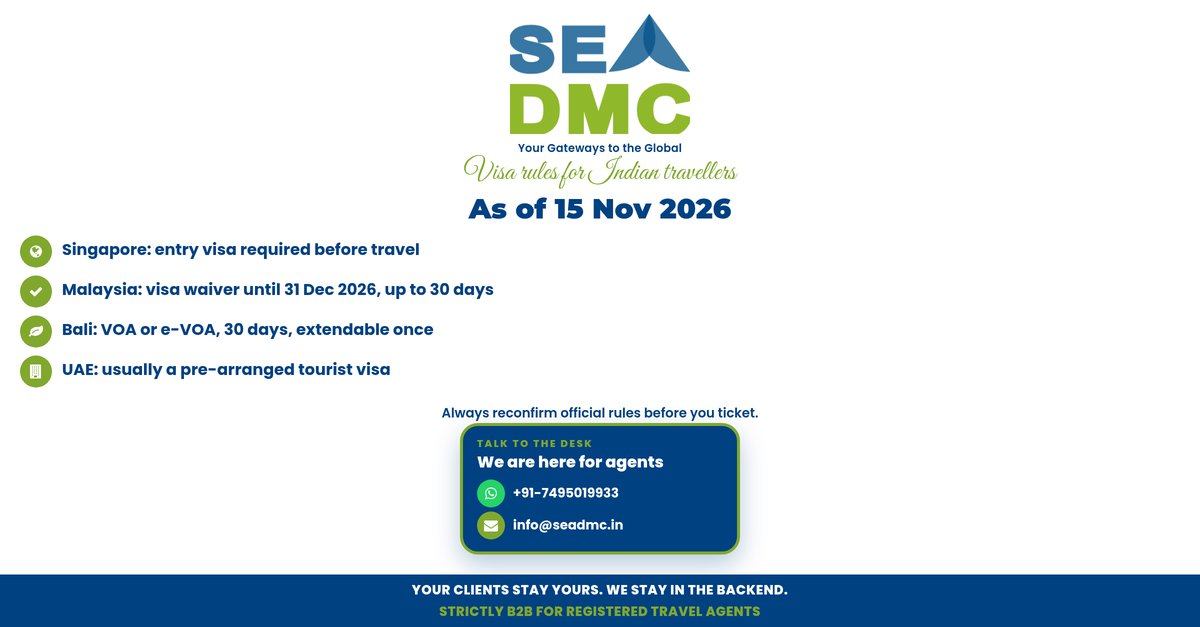 SEA
DMC
Your Gateways to the Global
Visa rules for Indian travellers
As of 15 Nov 2026
Singapore: entry visa required before travel
Malaysia: visa waiver until 31 Dec 2026, up to 30 days
Bali: VOA or e-VOA, 30 days, extendable once
UAE: usually a pre-arranged tourist visa
Always reconfirm official rules before you ticket.
TALK TO THE DESK
We are here for agents
+91-7495019933
info@seadmc.in
YOUR CLIENTS STAY YOURS. WE STAY IN THE BACKEND.
STRICTLY B2B FOR REGISTERED TRAVEL AGENTS